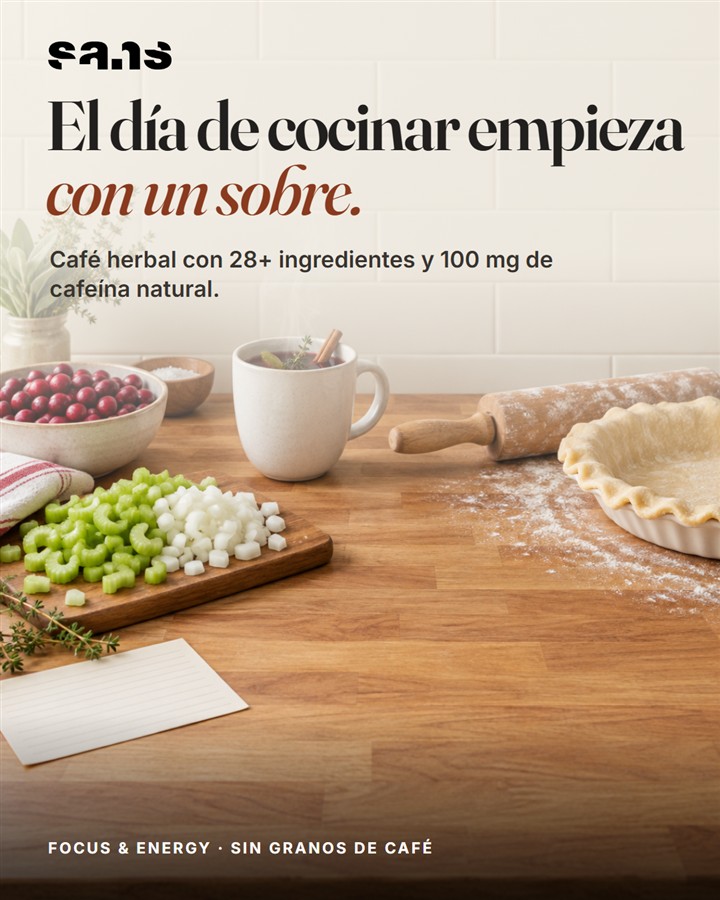 sans
El día de cocinar empieza
con un sobre.
Café herbal con 28+ ingredientes y 100 mg de
cafeína natural.
FOCUS & ENERGY · SIN GRANOS DE CAFÉ